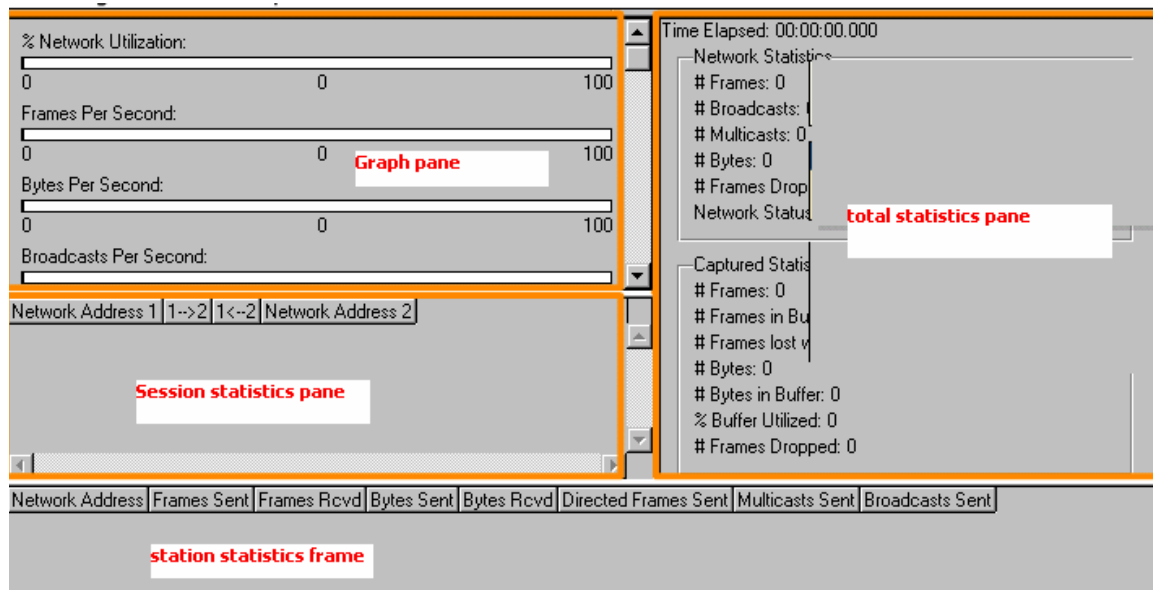 % Network Utilization:
0 0 100
Frames Per Second:
0 0 100
Graph pane
Bytes Per Second:
0 0 100
Broadcasts Per Second:
Time Elapsed: 00:00:00.000
Network Statistics
# Frames: 0
# Broadcasts:
# Multicasts: 0
# Bytes: 0
# Frames Drop
Network Status
total statistics pane
Captured Statis
# Frames: 0
# Frames in Bu
# Frames lost w
# Bytes: 0
# Bytes in Buffer: 0
% Buffer Utilized: 0
# Frames Dropped: 0
Network Address 1 1-->2 1<--2 Network Address 2
Session statistics pane
Network Address Frames Sent Frames Rcvd Bytes Sent Bytes Rcvd Directed Frames Sent Multicasts Sent Broadcasts Sent
station statistics frame